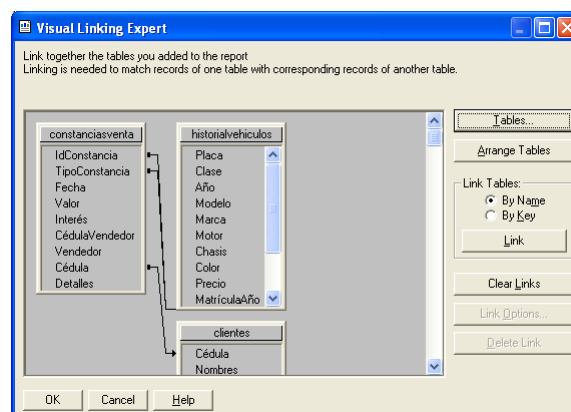 Visual Linking Expert
Link together the tables you added to the report
Linking is needed to match records of one table with corresponding records of another table.
constanciasventa
IdConstancia
TipoConstancia
Fecha
Valor
Interés
CédulaVendedor
Vendedor
Cédula
Detalles
historialvehiculos
Placa
Clase
Año
Modelo
Marca
Motor
Chasis
Color
Precio
MatrículaAño
clientes
Cédula
Nombres
Tables...
Arrange Tables
Link Tables:
By Name
By Key
Link
Clear Links
Link Options...
Delete Link
OK
Cancel
Help